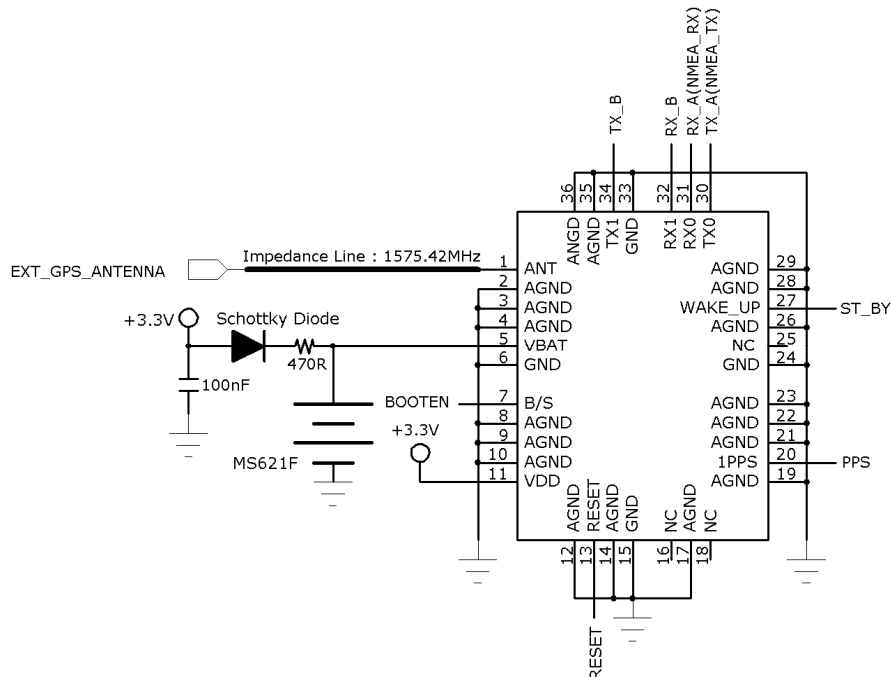 TX_B
RX_B
RX_A(NMEA_RX)
TX_A(NMEA_TX)
36
35
34
33
32
31
30
ANGD
AGND
TX1
GND
RX1
RX0
TX0
EXT_GPS_ANTENNA
Impedance Line : 1575.42MHz
1 ANT
2 AGND
3 AGND
4 AGND
5 VBAT
6 GND
7 B/S
8 AGND
9 AGND
10 AGND
11 VDD
AGND 29
AGND 28
WAKE_UP 27 ST_BY
AGND 26
NC 25
GND 24
AGND 23
AGND 22
AGND 21
1PPS 20 PPS
AGND 19
+3.3V
Schottky Diode
470R
100nF
BOOTEN
+3.3V
MS621F
AGND
RESET
AGND
GND
NC
AGND
NC
12
13
14
15
16
17
18
RESET